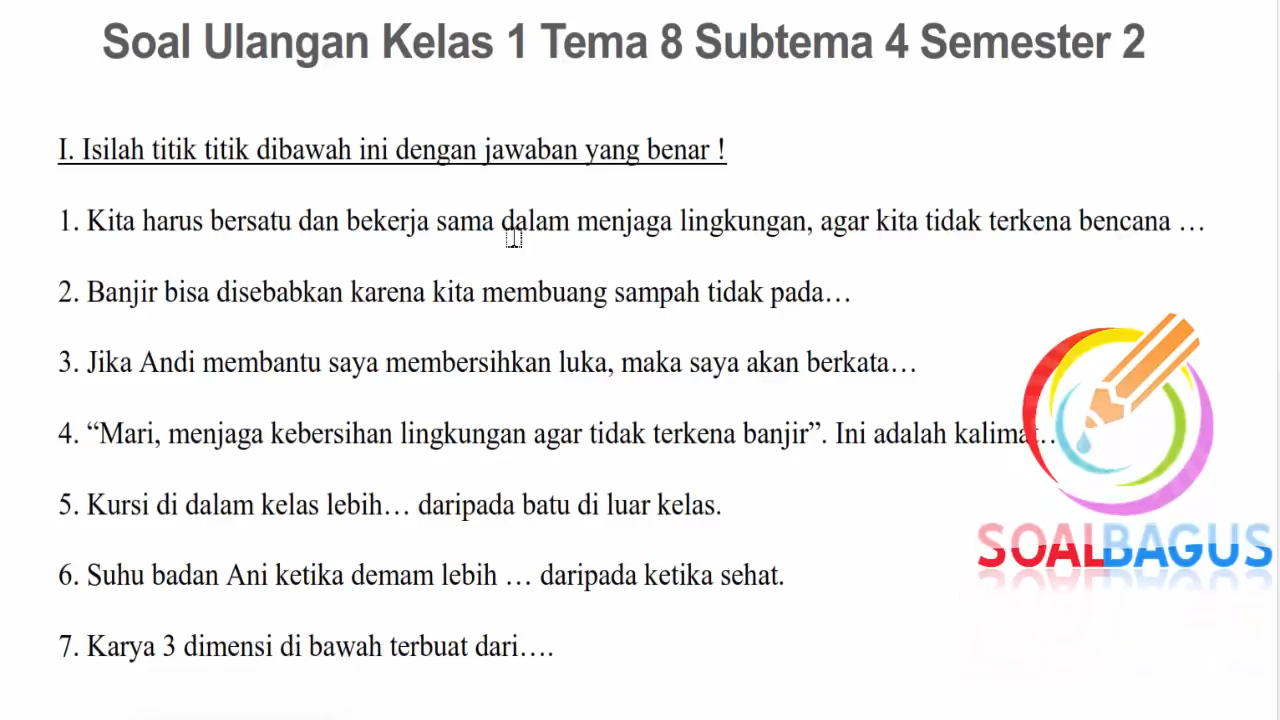 Soal Ulangan Kelas 1 Tema 8 Subtema 4 Semester 2
I. Isilah titik titik dibawah ini dengan jawaban yang benar !
1. Kita harus bersatu dan bekerja sama dalam menjaga lingkungan, agar kita tidak terkena bencana …
2. Banjir bisa disebabkan karena kita membuang sampah tidak pada…
3. Jika Andi membantu saya membersihkan luka, maka saya akan berkata…
4. “Mari, menjaga kebersihan lingkungan agar tidak terkena banjir”. Ini adalah kalimat…
5. Kursi di dalam kelas lebih… daripada batu di luar kelas.
SOALBAGUS
6. Suhu badan Ani ketika demam lebih … daripada ketika sehat.
7. Karya 3 dimensi di bawah terbuat dari….